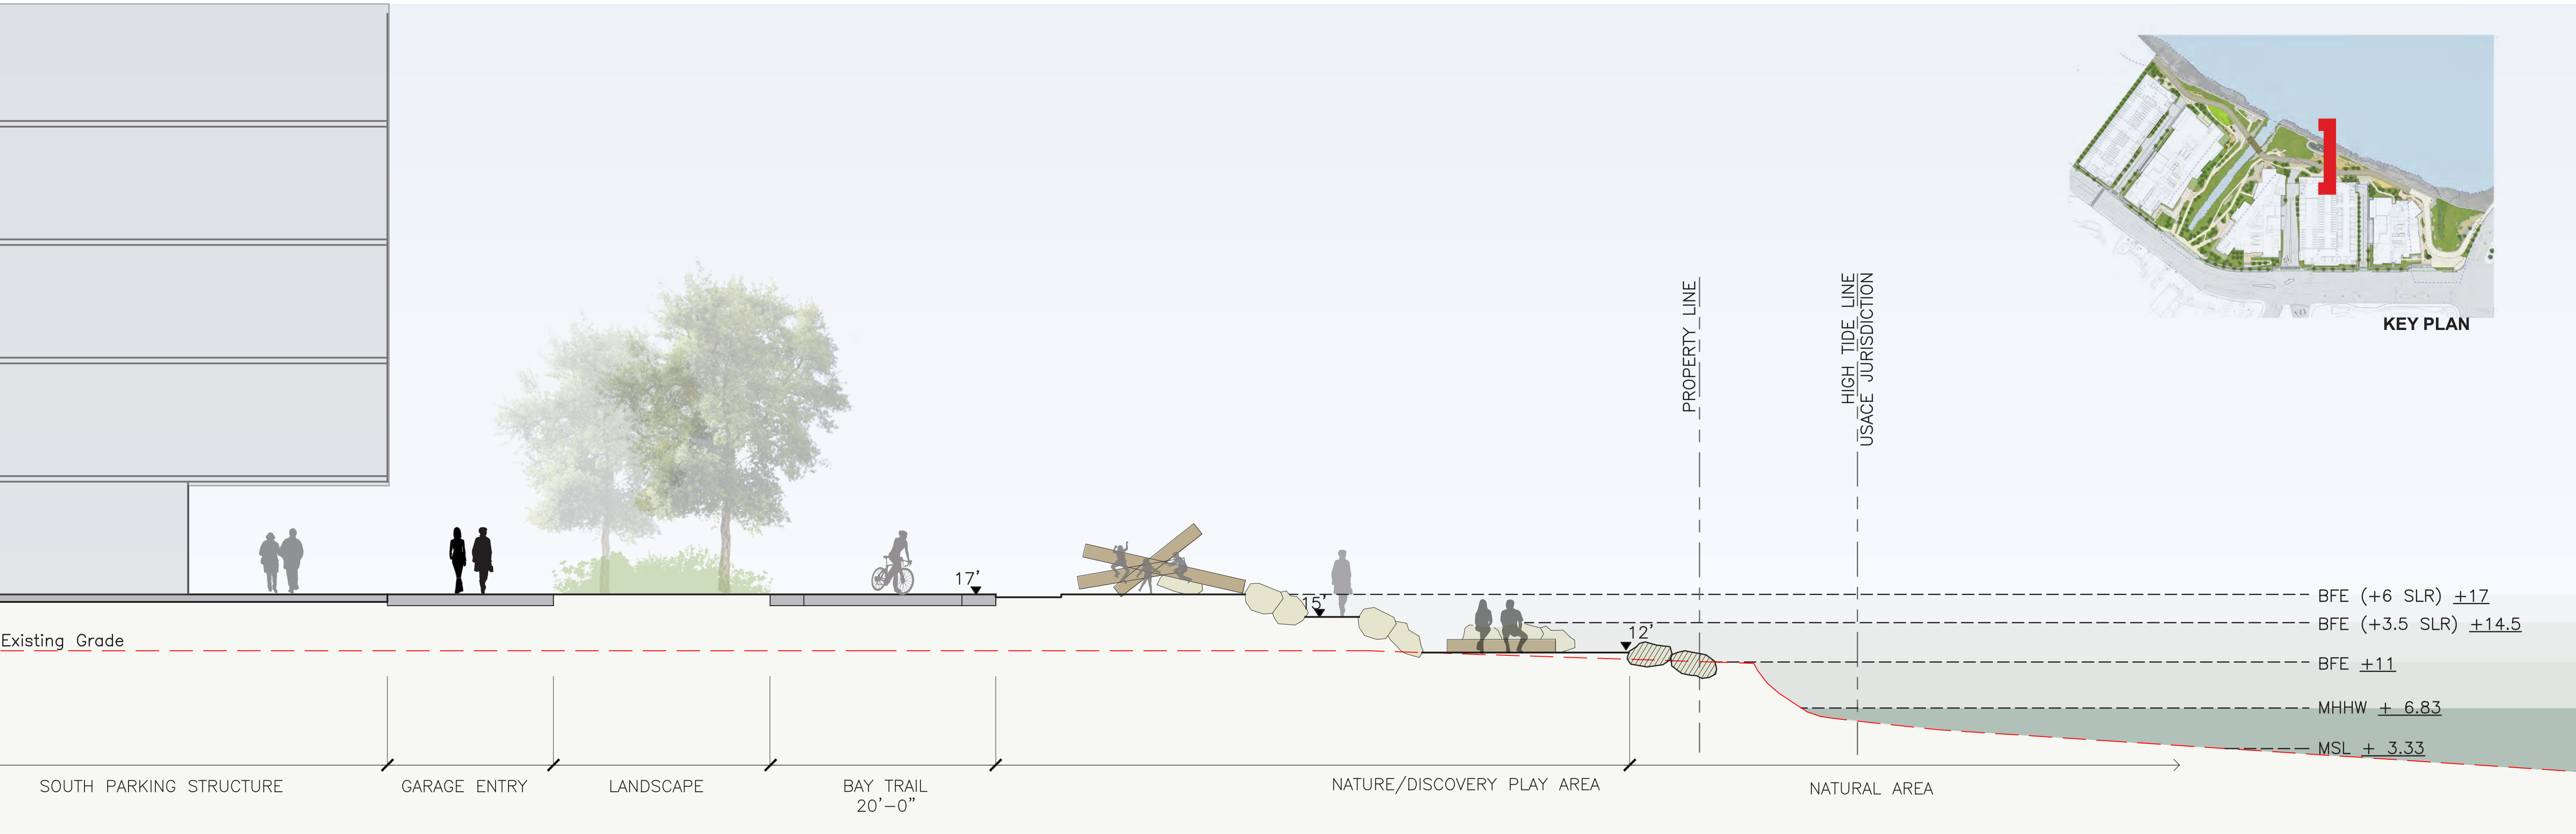 KEY PLAN
PROPERTY LINE
HIGH TIDE LINE
USACE JURISDICTION
17'
15'
12'
BFE (+6 SLR) +17
BFE (+3.5 SLR) +14.5
BFE +11
MHHW + 6.83
MSL + 3.33
Existing Grade
SOUTH PARKING STRUCTURE
GARAGE ENTRY
LANDSCAPE
BAY TRAIL
20'-0"
NATURE/DISCOVERY PLAY AREA
NATURAL AREA